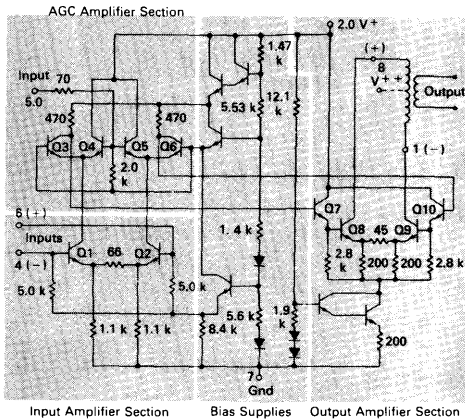 AGC Amplifier Section
2.0 V+
(+)
8
V++
Output
1 (-)
Input
70
5.0
470
470
Q3
Q4
Q5
Q6
2.0
k
1.47
k
5.53 k
12.1
k
6 (+)
Inputs
4 (-)
Q1
66
Q2
5.0 k
5.0 k
1.1 k
1.1 k
8.4 k
1.4 k
5.6
k
1.9
k
Q7
Q8
45
Q9
Q10
2.8
k
200
200
2.8 k
200
7
Gnd
Input Amplifier Section
Bias Supplies
Output Amplifier Section